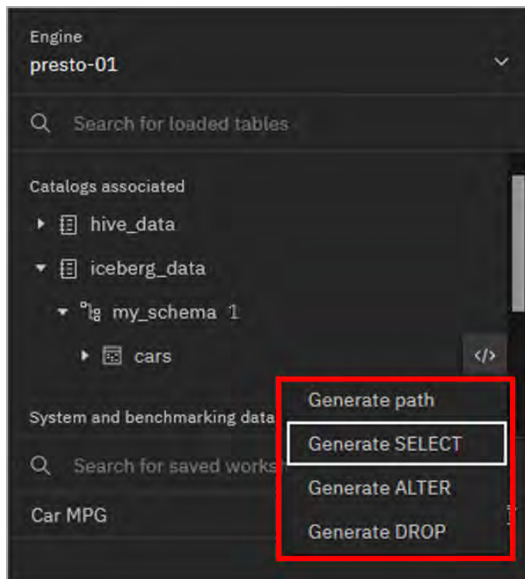 Engine
presto-01
Search for loaded tables
Catalogs associated
hive_data
iceberg_data
my_schema 1
cars
</>
Generate path
System and benchmarking data
Generate SELECT
Search for saved works
Generate ALTER
Car MPG
Generate DROP